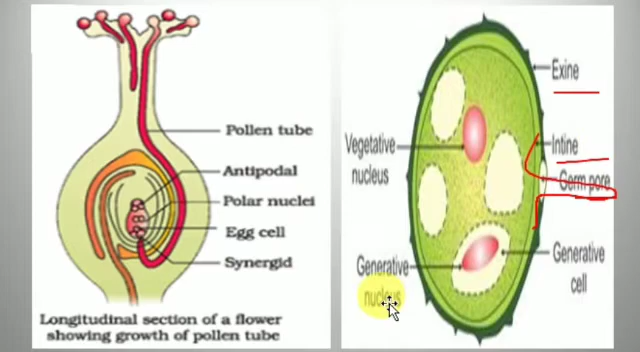 Pollen tube
Antipodal
Polar nuclei
Egg cell
Synergid
Longitudinal section of a flower
showing growth of pollen tube
Exine
Vegetative
nucleus
Intine
Germ pore
Generative
nucleus
Generative
cell